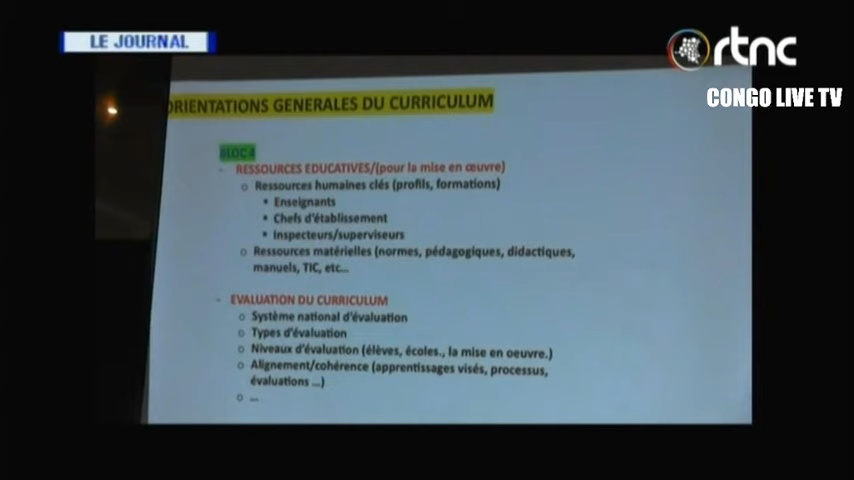 LE JOURNAL
rtnc
CONGO LIVE TV
ORIENTATIONS GENERALES DU CURRICULUM
BLOC 4
- RESSOURCES EDUCATIVES/(pour la mise en œuvre)
o Ressources humaines clés (profils, formations)
▪ Enseignants
▪ Chefs d'établissement
▪ Inspecteurs/superviseurs
o Ressources matérielles (normes, pédagogiques, didactiques,
manuels, TIC, etc...
- EVALUATION DU CURRICULUM
o Système national d'évaluation
o Types d'évaluation
o Niveaux d'évaluation (élèves, écoles., la mise en oeuvre.)
o Alignement/cohérence (apprentissages visés, processus,
évaluations ...)
o ...